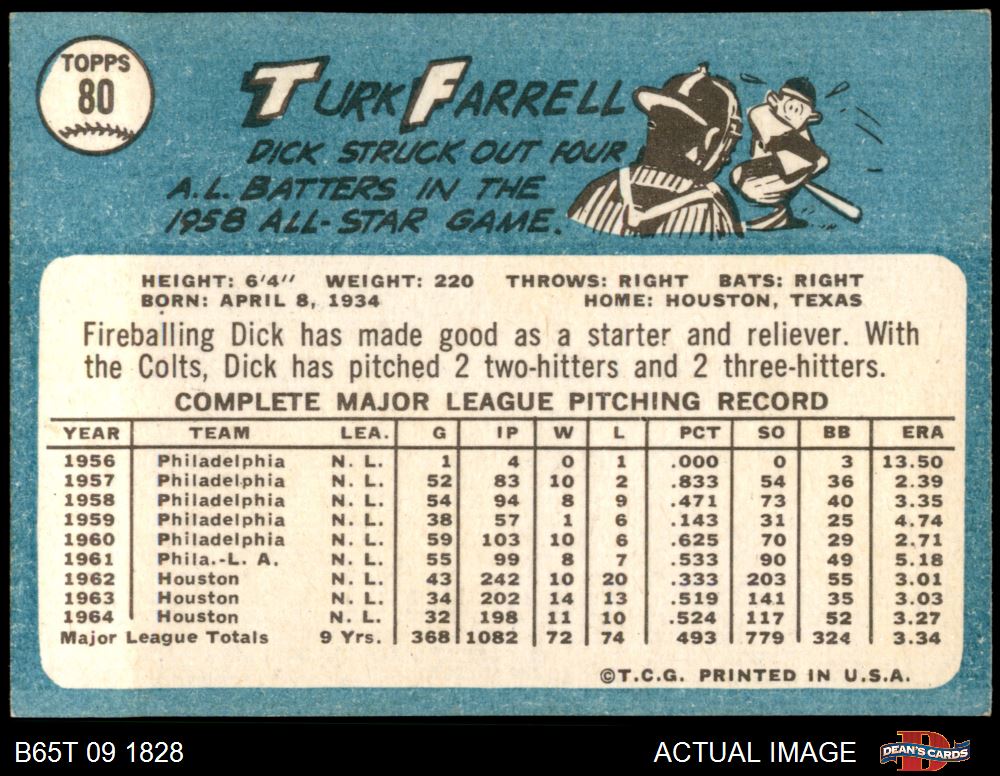 TOPPS
80
TURK FARRELL
DICK STRUCK OUT FOUR
A.L. BATTERS IN THE
1958 ALL-STAR GAME.
HEIGHT: 6'4" WEIGHT: 220 THROWS: RIGHT BATS: RIGHT
BORN: APRIL 8, 1934 HOME: HOUSTON, TEXAS
Fireballing Dick has made good as a starter and reliever. With
the Colts, Dick has pitched 2 two-hitters and 2 three-hitters.
COMPLETE MAJOR LEAGUE PITCHING RECORD
YEAR TEAM LEA. G IP W L PCT SO BB ERA
1956 Philadelphia N. L. 1 4 0 1 .000 0 3 13.50
1957 Philadelphia N. L. 52 83 10 2 .833 54 36 2.39
1958 Philadelphia N. L. 54 94 8 9 .471 73 40 3.35
1959 Philadelphia N. L. 38 57 1 6 .143 31 25 4.74
1960 Philadelphia N. L. 59 103 10 6 .625 70 29 2.71
1961 Phila.-L. A. N. L. 55 99 8 7 .533 90 49 5.18
1962 Houston N. L. 43 242 10 20 .333 203 55 3.01
1963 Houston N. L. 34 202 14 13 .519 141 35 3.03
1964 Houston N. L. 32 198 11 10 .524 117 52 3.27
Major League Totals 9 Yrs. 368 1082 72 74 493 779 324 3.34
©T.C.G. PRINTED IN U.S.A.
B65T 09 1828 ACTUAL IMAGE DEAN'S CARDS